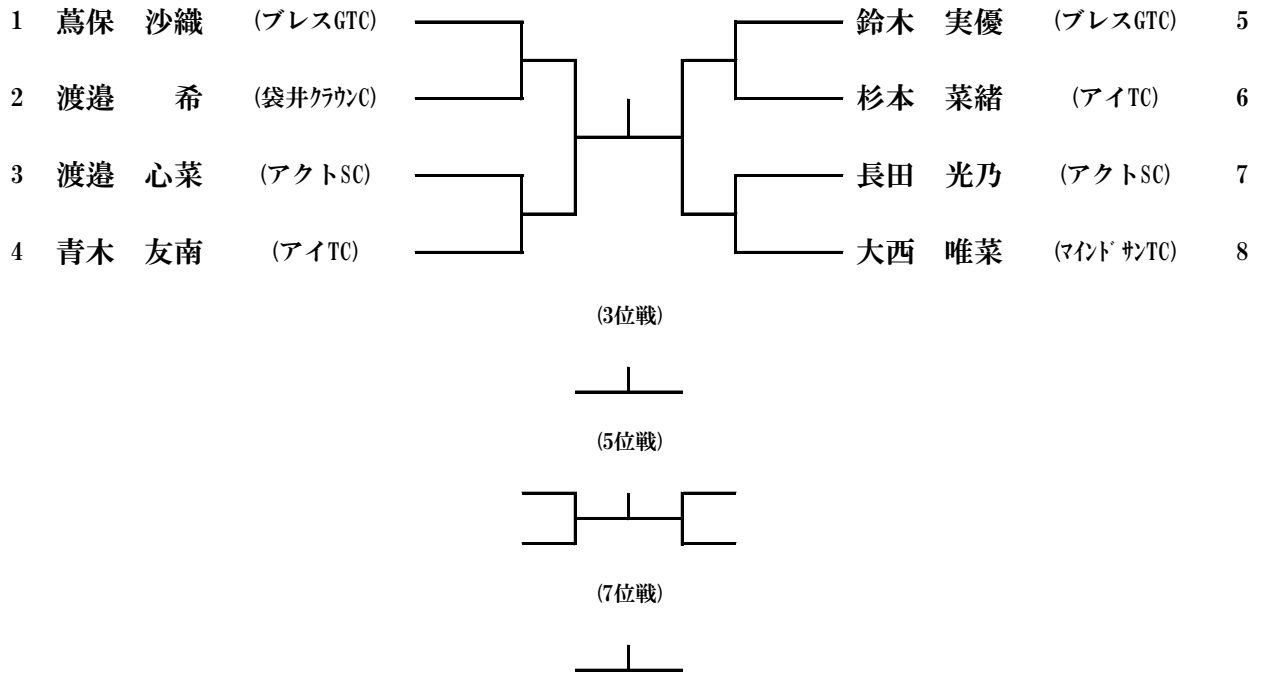 1 蔦保 沙織 (ブレスGTC) 鈴木 実優 (ブレスGTC) 5
2 渡邉 希 (袋井ｸﾗｳﾝC) 杉本 菜緒 (アイTC) 6
3 渡邉 心菜 (アクトSC) 長田 光乃 (アクトSC) 7
4 青木 友南 (アイTC) 大西 唯菜 (ﾏｲﾝﾄﾞｻﾝTC) 8
(3位戦)
(5位戦)
(7位戦)